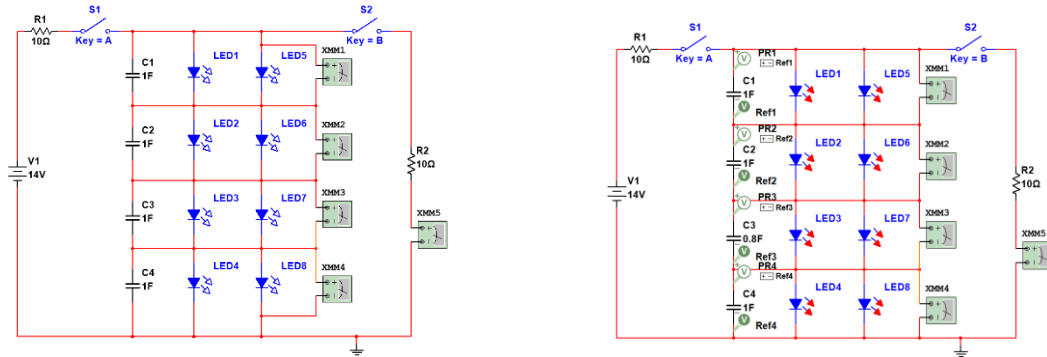 S1
R1
10Ω
Key = A
S2
Key = B
LED1
LED5
XMM1
C1
1F
LED2
LED6
XMM2
C2
1F
V1
14V
R2
10Ω
LED3
LED7
XMM3
C3
1F
XMM5
LED4
LED8
XMM4
C4
1F
S1
R1
10Ω
Key = A
S2
Key = B
V PR1
+ - Ref1
LED1
LED5
XMM1
C1
1F
V Ref1
V PR2
+ - Ref2
LED2
LED6
XMM2
C2
1F
V Ref2
V1
14V
R2
10Ω
V PR3
+ - Ref3
LED3
LED7
XMM3
C3
0.8F
V Ref3
XMM5
V PR4
+ - Ref4
LED4
LED8
XMM4
C4
1F
V Ref4